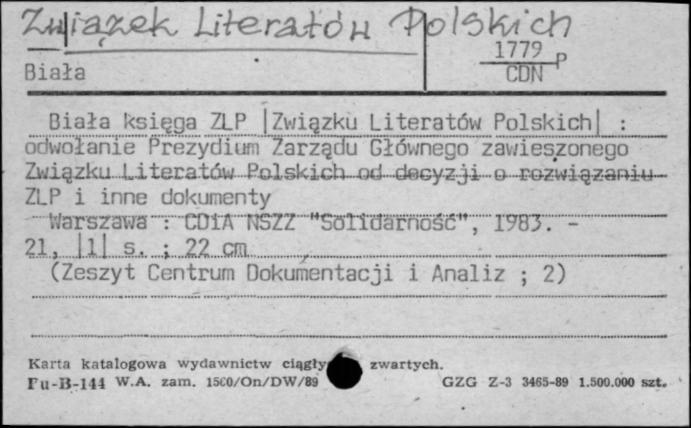 Związek Literatów Polskich
1779 P
CDN
Biała
Biała księga ZLP |Związku Literatów Polskich| :
odwołanie Prezydium Zarządu Głównego zawieszonego
Związku Literatów Polskich od decyzji o rozwiązaniu
ZLP i inne dokumenty
Warszawa : CDiA NSZZ "Solidarność", 1983. -
21, |1| s. ; 22 cm
(Zeszyt Centrum Dokumentacji i Analiz ; 2)
Karta katalogowa wydawnictw ciągły zwartych.
Pu-B-144 W.A. zam. 1500/On/DW/89 GZG Z-3 3465-89 1.500.000 szt.